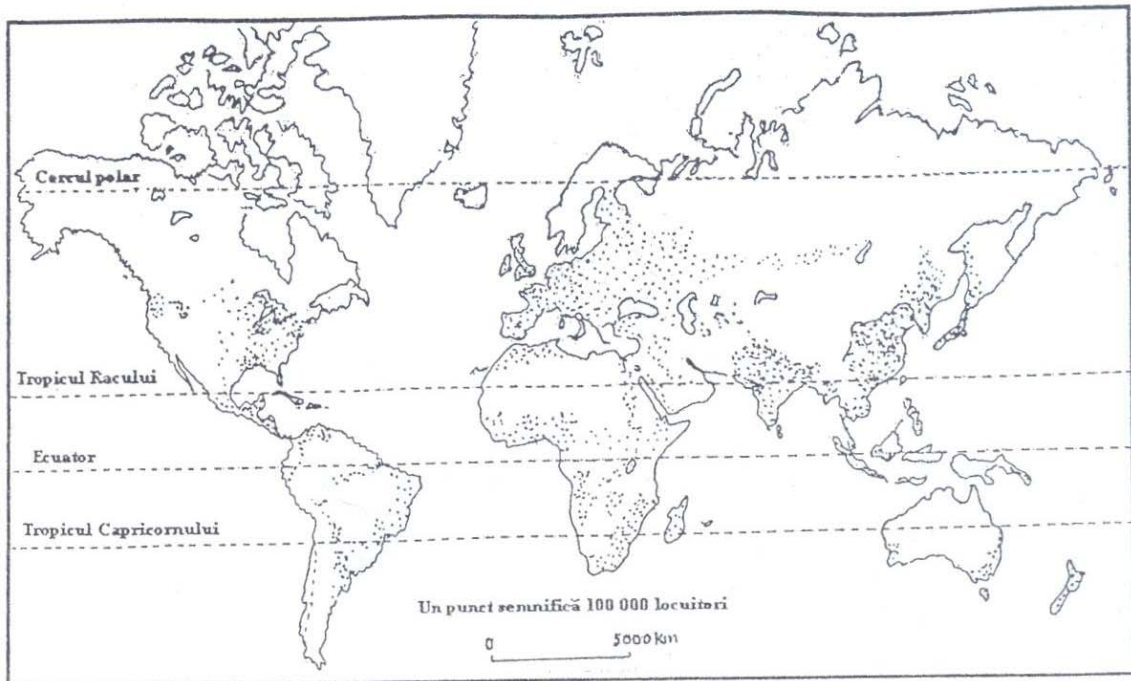 Cercul polar
Tropicul Racului
Ecuator
Tropicul Capricornului
Un punct semnifică 100 000 locuitori
0 5000 km